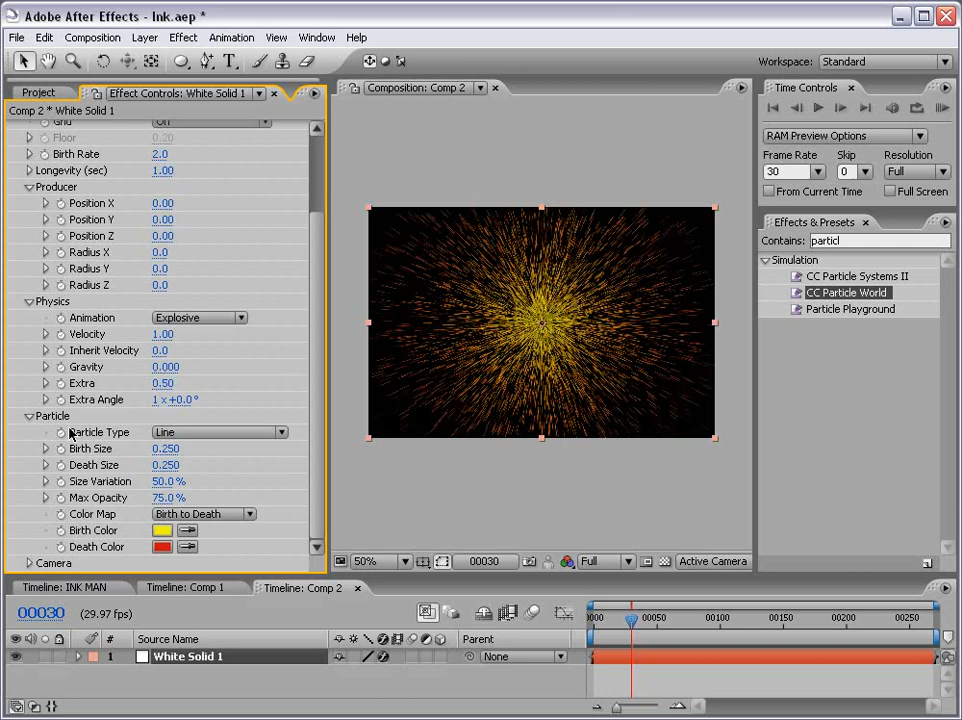 Adobe After Effects - Ink.aep *
File Edit Composition Layer Effect Animation View Window Help
Workspace: Standard
Project
Effect Controls: White Solid 1
Comp 2 * White Solid 1
Grid On
Floor 0.20
Birth Rate 2.0
Longevity (sec) 1.00
Producer
Position X 0.00
Position Y 0.00
Position Z 0.00
Radius X 0.0
Radius Y 0.0
Radius Z 0.0
Physics
Animation Explosive
Velocity 1.00
Inherit Velocity 0.0
Gravity 0.000
Extra 0.50
Extra Angle 1 x +0.0 °
Particle
Particle Type Line
Birth Size 0.250
Death Size 0.250
Size Variation 50.0 %
Max Opacity 75.0 %
Color Map Birth to Death
Birth Color
Death Color
Camera
Composition: Comp 2
50% 00030 Full Active Camera
Time Controls
RAM Preview Options
Frame Rate Skip Resolution
30 0 Full
From Current Time Full Screen
Effects & Presets
Contains: particl
Simulation
CC Particle Systems II
CC Particle World
Particle Playground
Timeline: INK MAN Timeline: Comp 1 Timeline: Comp 2
00030 (29.97 fps)
0000 00050 00100 00150 00200 00250
# Source Name Parent
1 White Solid 1 None